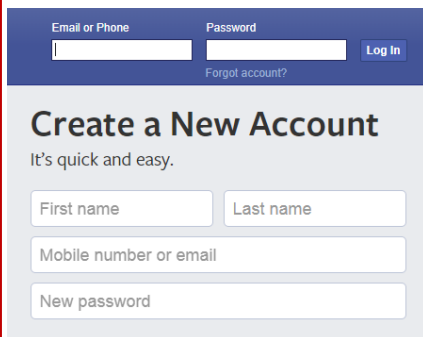 Email or Phone Password
Log In
Forgot account?
Create a New Account
It's quick and easy.
First name Last name
Mobile number or email
New password